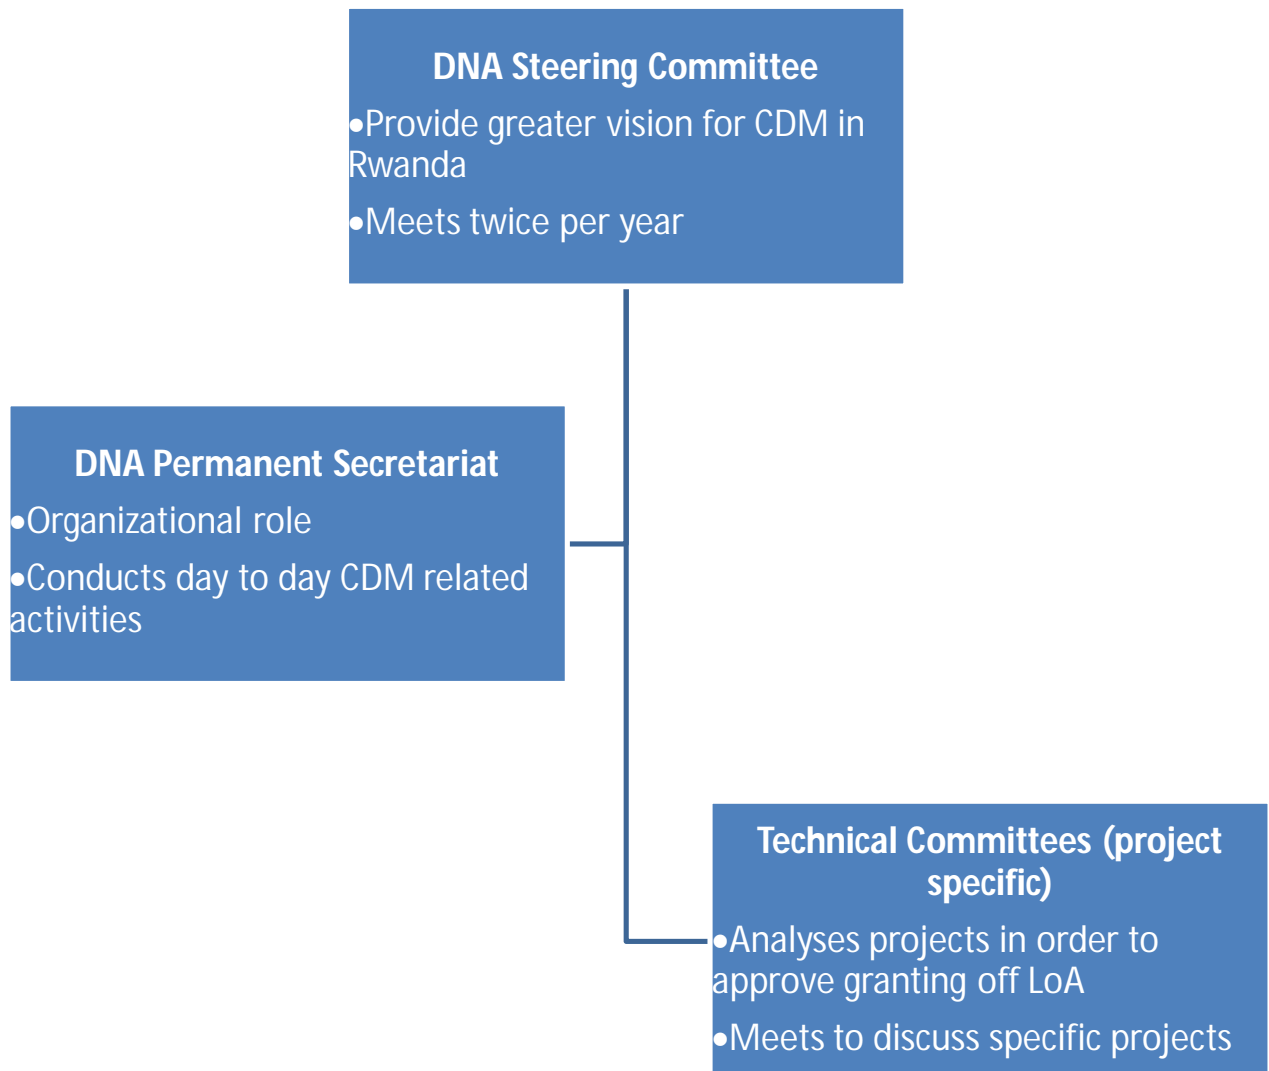 DNA Steering Committee
•Provide greater vision for CDM in
Rwanda
•Meets twice per year
DNA Permanent Secretariat
•Organizational role
•Conducts day to day CDM related
activities
Technical Committees (project
specific)
•Analyses projects in order to
approve granting off LoA
•Meets to discuss specific projects